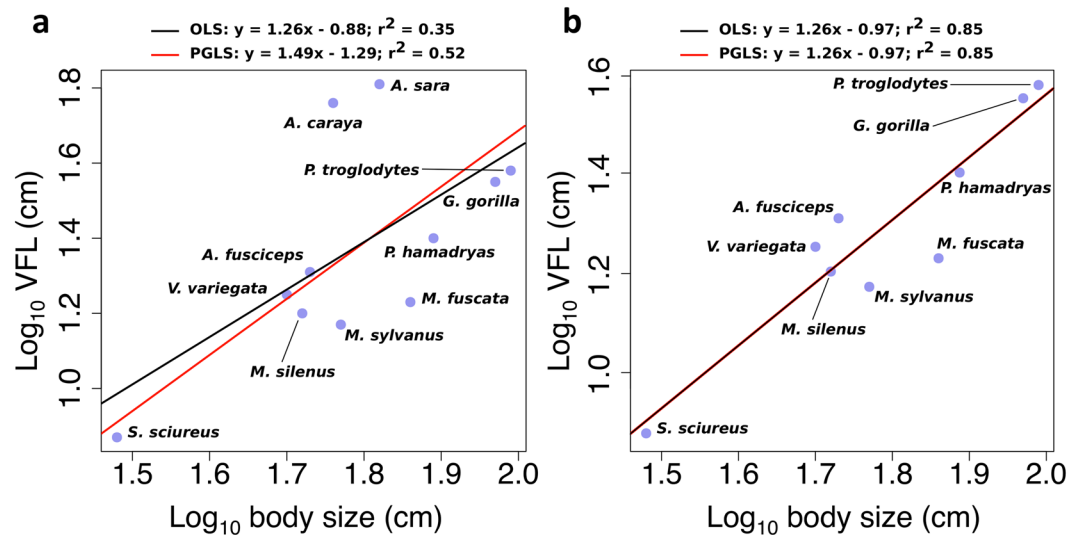 a
OLS: y = 1.26x - 0.88; r² = 0.35
PGLS: y = 1.49x - 1.29; r² = 0.52
Log₁₀ VFL (cm)
1.8
1.6
1.4
1.2
1.0
A. sara
A. caraya
P. troglodytes
G. gorilla
A. fusciceps
P. hamadryas
V. variegata
M. fuscata
M. sylvanus
M. silenus
S. sciureus
1.5 1.6 1.7 1.8 1.9 2.0
Log₁₀ body size (cm)
b
OLS: y = 1.26x - 0.97; r² = 0.85
PGLS: y = 1.26x - 0.97; r² = 0.85
Log₁₀ VFL (cm)
1.6
1.4
1.2
1.0
P. troglodytes
G. gorilla
P. hamadryas
A. fusciceps
V. variegata
M. fuscata
M. sylvanus
M. silenus
S. sciureus
1.5 1.6 1.7 1.8 1.9 2.0
Log₁₀ body size (cm)